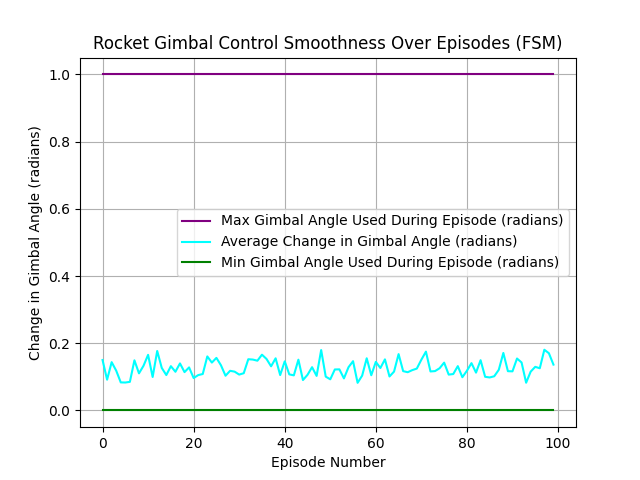 Rocket Gimbal Control Smoothness Over Episodes (FSM)
Change in Gimbal Angle (radians)
1.0
0.8
0.6
0.4
0.2
0.0
Max Gimbal Angle Used During Episode (radians)
Average Change in Gimbal Angle (radians)
Min Gimbal Angle Used During Episode (radians)
0 20 40 60 80 100
Episode Number